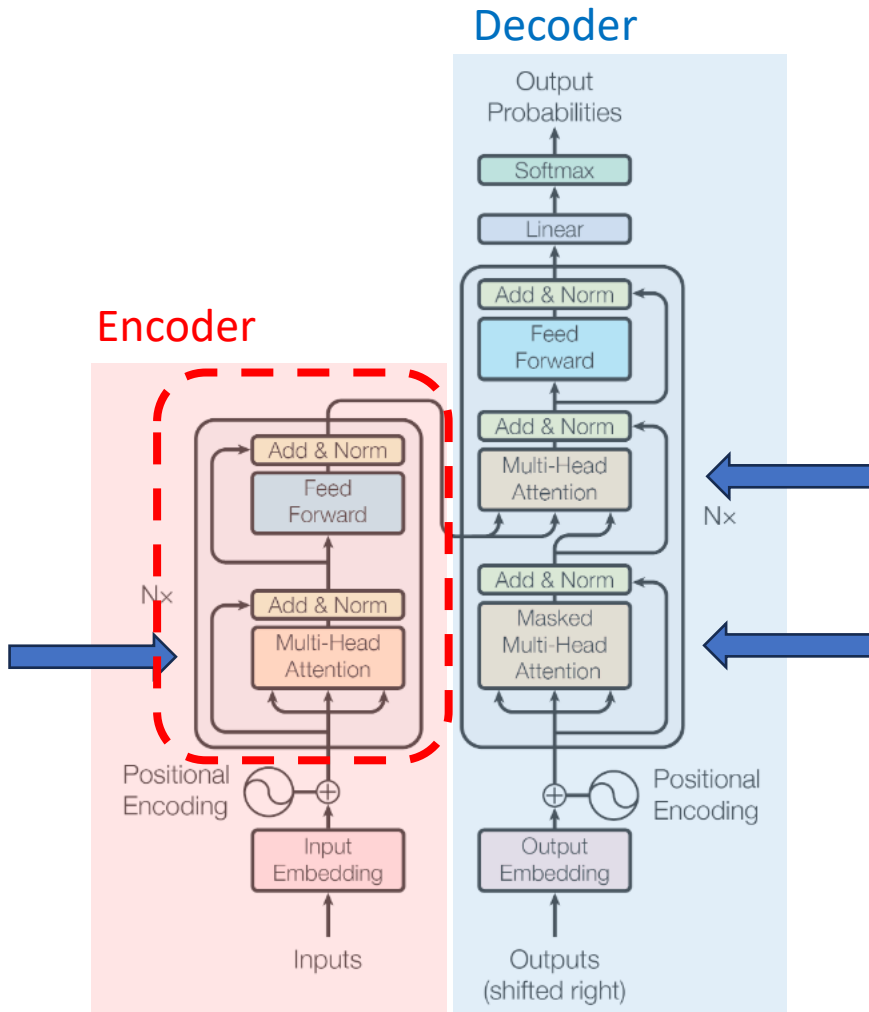 Decoder
Output
Probabilities
Softmax
Linear
Add & Norm
Feed
Forward
Add & Norm
Multi-Head
Attention
Nx
Add & Norm
Masked
Multi-Head
Attention
Positional
Encoding
Output
Embedding
Outputs
(shifted right)
Encoder
Add & Norm
Feed
Forward
Nx
Add & Norm
Multi-Head
Attention
Positional
Encoding
Input
Embedding
Inputs